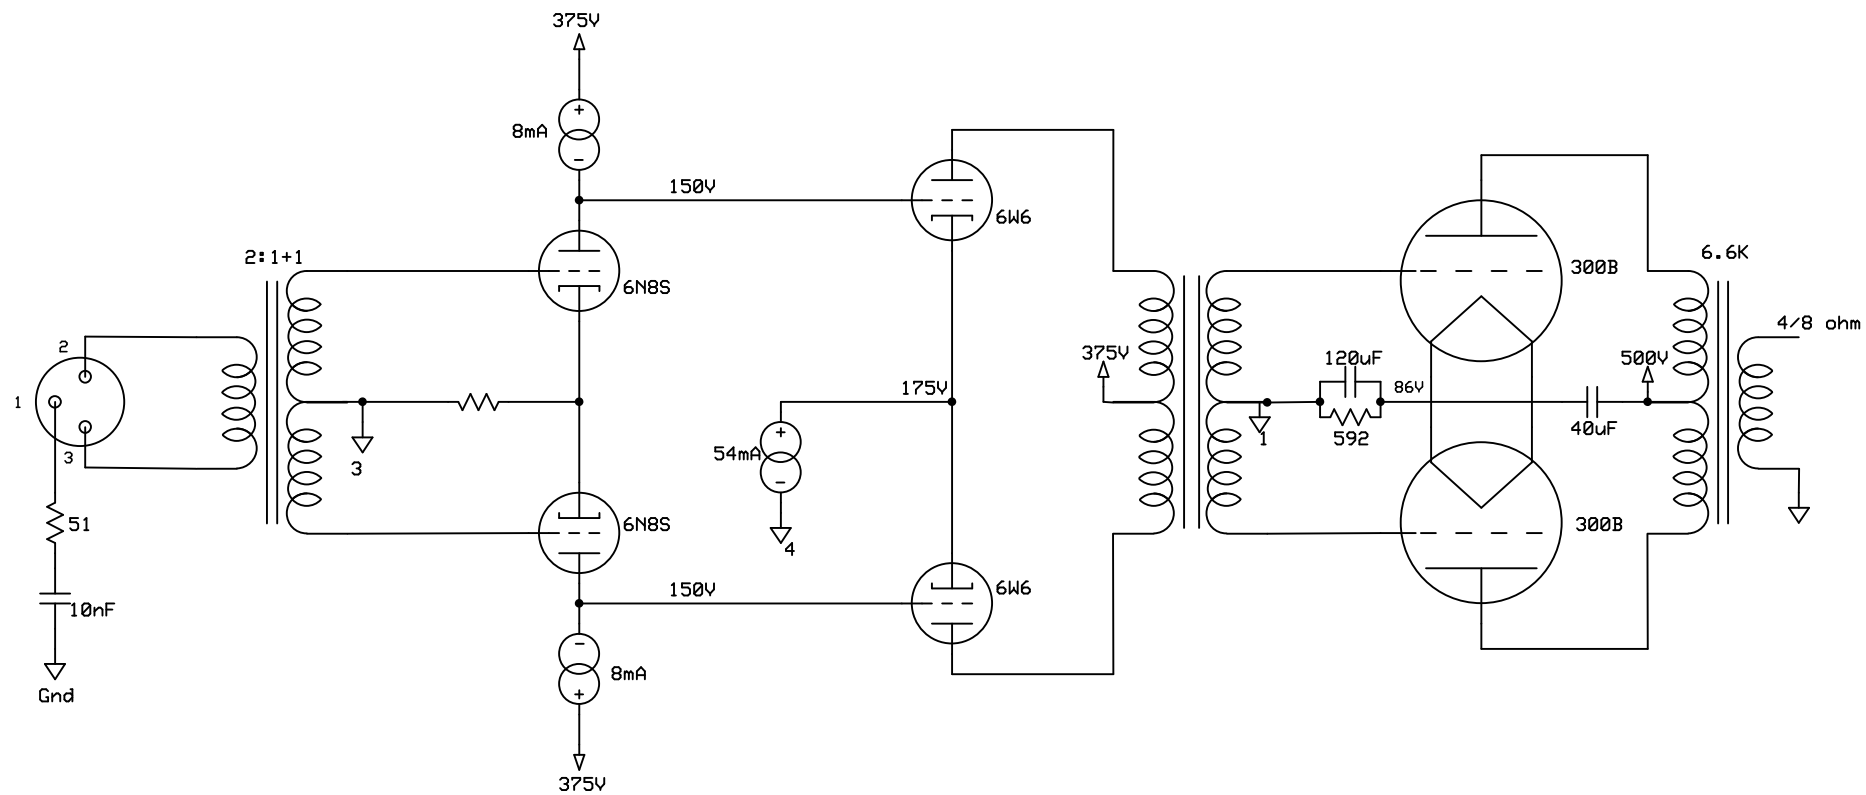 375V
8mA
150V
6W6
2:1+1
6N8S
300B
6.6K
4/8 ohm
2
1
3
375V
120uF
86V
500V
175V
592
40uF
1
3
54mA
4
51
6N8S
300B
10nF
150V
6W6
Gnd
8mA
375V